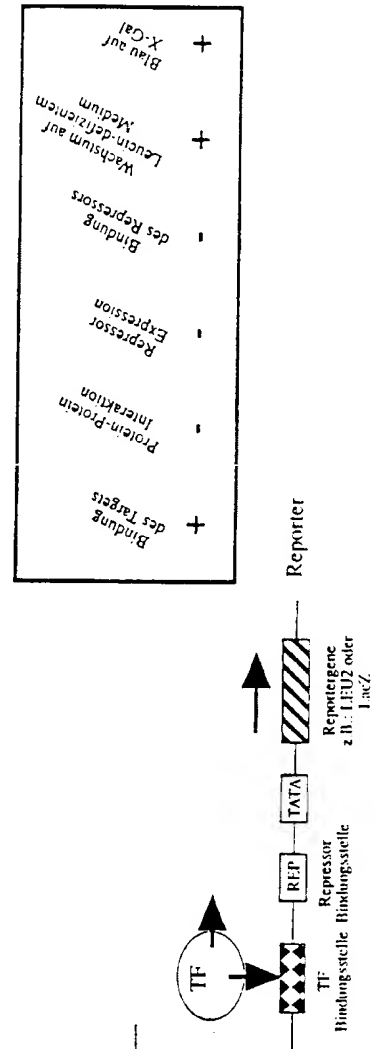 Bindung
des Targets
Protein-Protein
Interaktion
Repressor
Expression
Bindung
des Repressors
Wachstum auf
Leucin-defizientem
Medium
Blau auf
X-Gal
+ - - - + +
TF
REP
TATA
Reporter
TF
Bindungsstelle
Repressor
Bindungsstelle
Reportergene
z.B.: LEU2 oder
LacZ